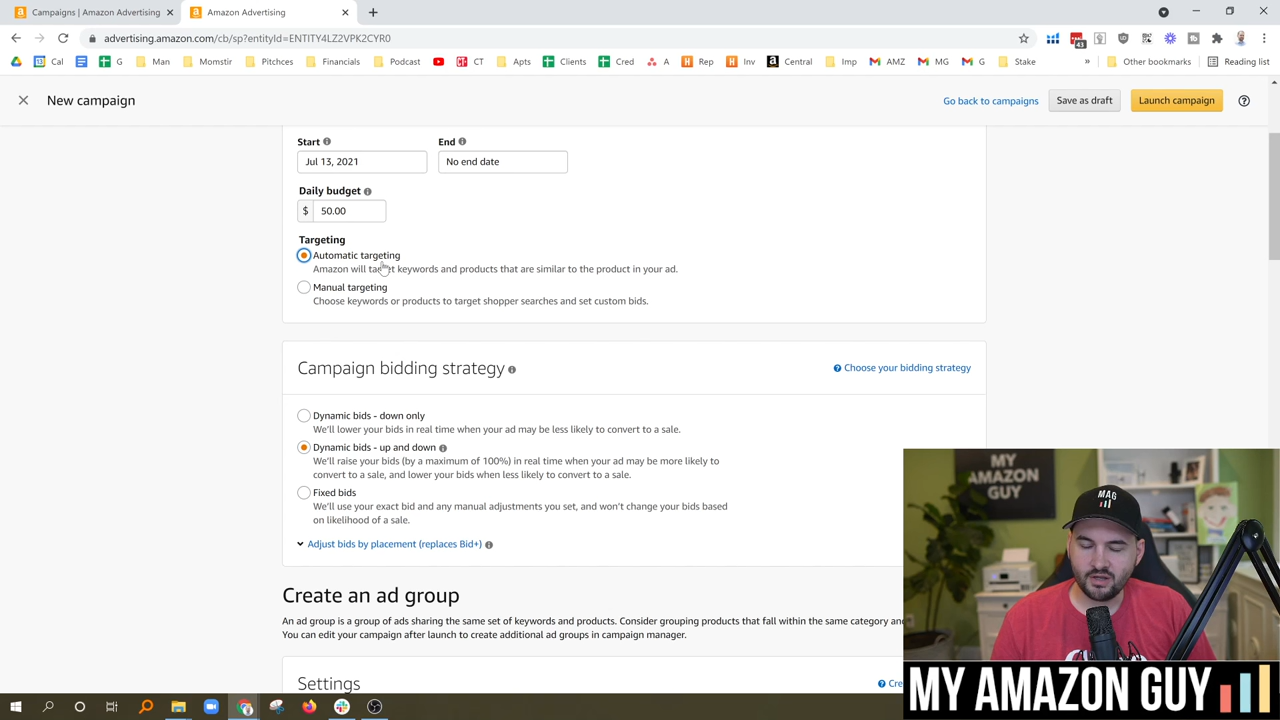 Campaigns | Amazon Advertising
Amazon Advertising
advertising.amazon.com/cb/sp?entityId=ENTITY4LZ2VPK2CYR0
43
Cal
G
Man
Momstir
Pitchces
Financials
Podcast
CT
Apts
Clients
Cred
A
Rep
Inv
Central
Imp
AMZ
MG
G
Stake
»
Other bookmarks
Reading list
New campaign
Go back to campaigns
Save as draft
Launch campaign
Start
End
Jul 13, 2021
No end date
Daily budget
$ 50.00
Targeting
Automatic targeting
Amazon will target keywords and products that are similar to the product in your ad.
Manual targeting
Choose keywords or products to target shopper searches and set custom bids.
Campaign bidding strategy
Choose your bidding strategy
Dynamic bids - down only
We'll lower your bids in real time when your ad may be less likely to convert to a sale.
Dynamic bids - up and down
We'll raise your bids (by a maximum of 100%) in real time when your ad may be more likely to
convert to a sale, and lower your bids when less likely to convert to a sale.
Fixed bids
We'll use your exact bid and any manual adjustments you set, and won't change your bids based
on likelihood of a sale.
Adjust bids by placement (replaces Bid+)
Create an ad group
An ad group is a group of ads sharing the same set of keywords and products. Consider grouping products that fall within the same category and
You can edit your campaign after launch to create additional ad groups in campaign manager.
Settings
Cre
MY
AMAZON
GUY
MAG
MY AMAZON GUY